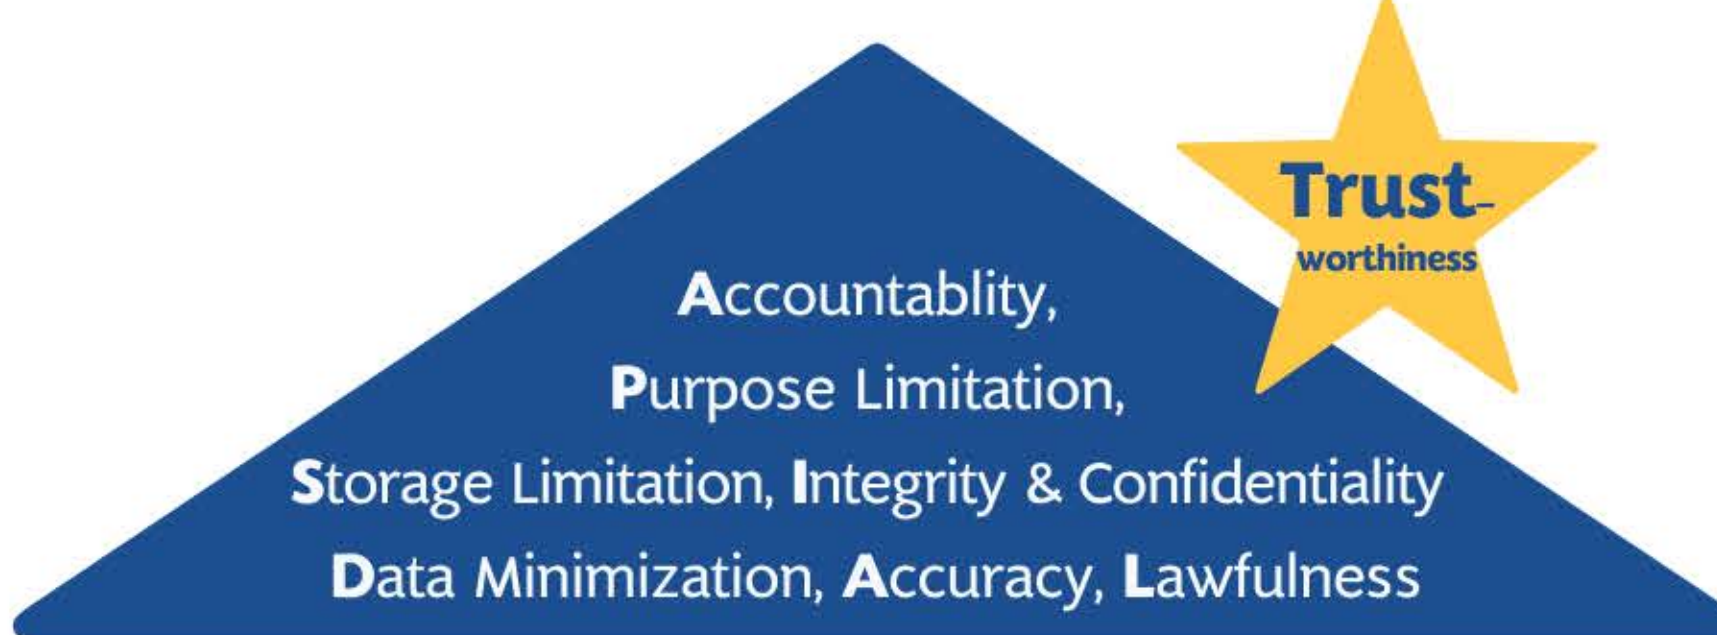 Trust-
worthiness
Accountablity,
Purpose Limitation,
Storage Limitation, Integrity & Confidentiality
Data Minimization, Accuracy, Lawfulness